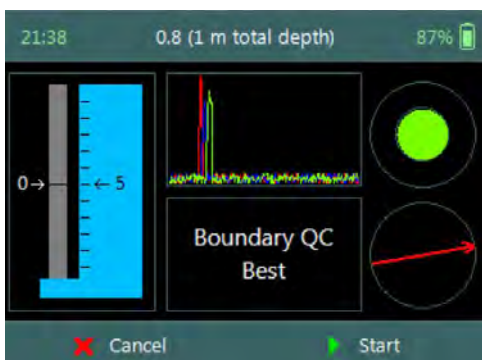 21:38 0.8 (1 m total depth) 87%
0→ ← 5
Boundary QC
Best
Cancel Start